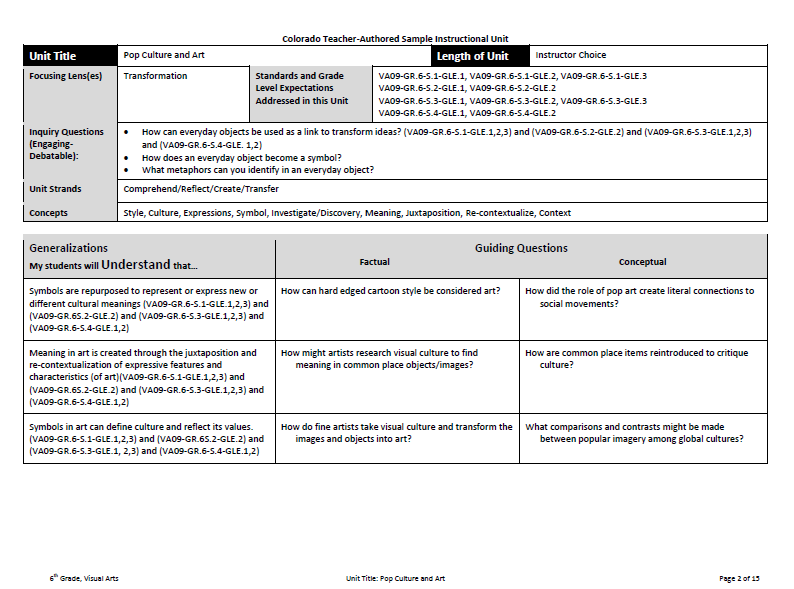 Colorado Teacher-Authored Sample Instructional Unit
Unit Title
Pop Culture and Art
Length of Unit
Instructor Choice
Focusing Lens(es)
Transformation
Standards and Grade
Level Expectations
Addressed in this Unit
VA09-GR.6-S.1-GLE.1, VA09-GR.6-S.1-GLE.2, VA09-GR.6-S.1-GLE.3
VA09-GR.6-S.2-GLE.1, VA09-GR.6-S.2-GLE.2
VA09-GR.6-S.3-GLE.1, VA09-GR.6-S.3-GLE.2, VA09-GR.6-S.3-GLE.3
VA09-GR.6-S.4-GLE.1, VA09-GR.6-S.4-GLE.2
Inquiry Questions
(Engaging-
Debatable):
• How can everyday objects be used as a link to transform ideas? (VA09-GR.6-S.1-GLE.1,2,3) and (VA09-GR.6-S.2-GLE.2) and (VA09-GR.6-S.3-GLE.1,2,3)
and (VA09-GR.6-S.4-GLE. 1,2)
• How does an everyday object become a symbol?
• What metaphors can you identify in an everyday object?
Unit Strands
Comprehend/Reflect/Create/Transfer
Concepts
Style, Culture, Expressions, Symbol, Investigate/Discovery, Meaning, Juxtaposition, Re-contextualize, Context
Generalizations
My students will Understand that…
Guiding Questions
Factual
Conceptual
Symbols are repurposed to represent or express new or
different cultural meanings (VA09-GR.6-S.1-GLE.1,2,3) and
(VA09-GR.6S.2-GLE.2) and (VA09-GR.6-S.3-GLE.1,2,3) and
(VA09-GR.6-S.4-GLE.1,2)
How can hard edged cartoon style be considered art?
How did the role of pop art create literal connections to
social movements?
Meaning in art is created through the juxtaposition and
re-contextualization of expressive features and
characteristics (of art)(VA09-GR.6-S.1-GLE.1,2,3) and
(VA09-GR.6S.2-GLE.2) and (VA09-GR.6-S.3-GLE.1,2,3) and
(VA09-GR.6-S.4-GLE.1,2)
How might artists research visual culture to find
meaning in common place objects/images?
How are common place items reintroduced to critique
culture?
Symbols in art can define culture and reflect its values.
(VA09-GR.6-S.1-GLE.1,2,3) and (VA09-GR.6S.2-GLE.2) and
(VA09-GR.6-S.3-GLE.1, 2,3) and (VA09-GR.6-S.4-GLE.1,2)
How do fine artists take visual culture and transform the
images and objects into art?
What comparisons and contrasts might be made
between popular imagery among global cultures?
6th Grade, Visual Arts
Unit Title: Pop Culture and Art
Page 2 of 15